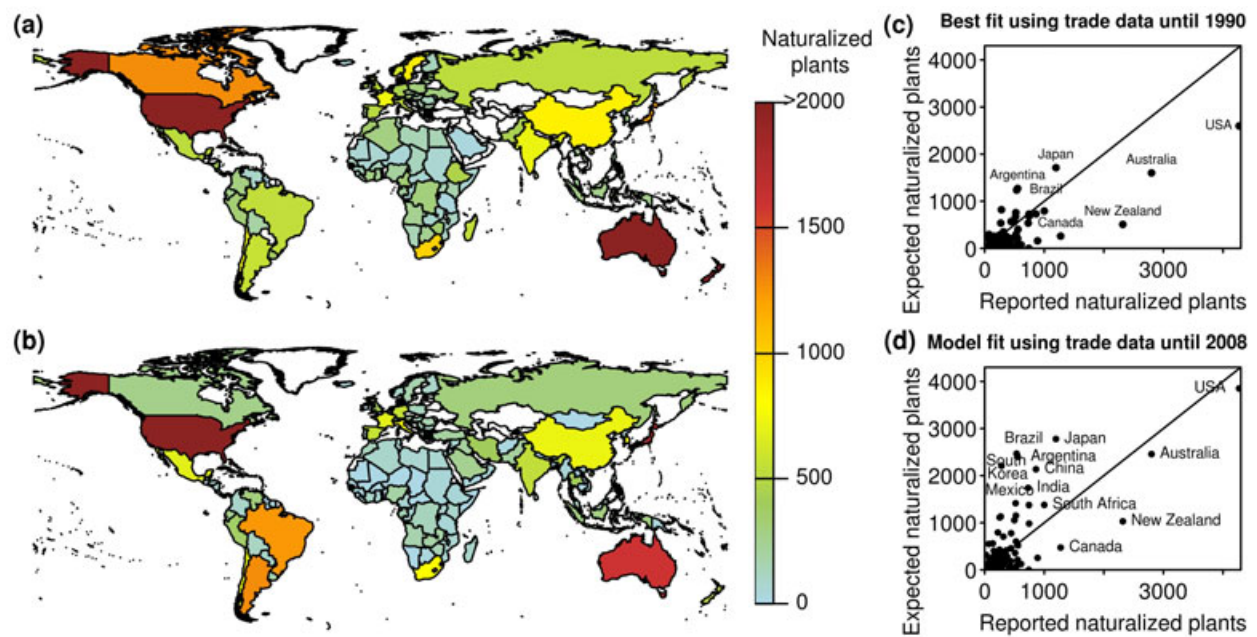 (a)
Naturalized
plants
>2000
1500
1000
500
0
(b)
(c) Best fit using trade data until 1990
Expected naturalized plants
4000
3000
2000
1000
0
USA
Japan
Australia
Argentina
Brazil
New Zealand
Canada
0 1000 3000
Reported naturalized plants
(d) Model fit using trade data until 2008
Expected naturalized plants
4000
3000
2000
1000
0
USA
Brazil Japan
South Argentina Australia
Korea China
Mexico India
South Africa
New Zealand
Canada
0 1000 3000
Reported naturalized plants